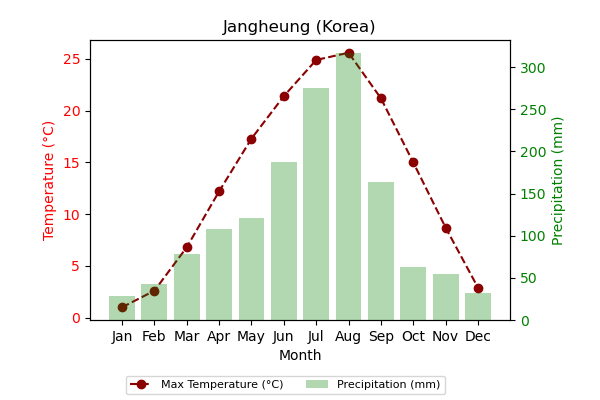 Jangheung (Korea)
Temperature (°C)
25
20
15
10
5
0
300
250
200
150
100
50
0
Precipitation (mm)
Jan Feb Mar Apr May Jun Jul Aug Sep Oct Nov Dec
Month
Max Temperature (°C) Precipitation (mm)